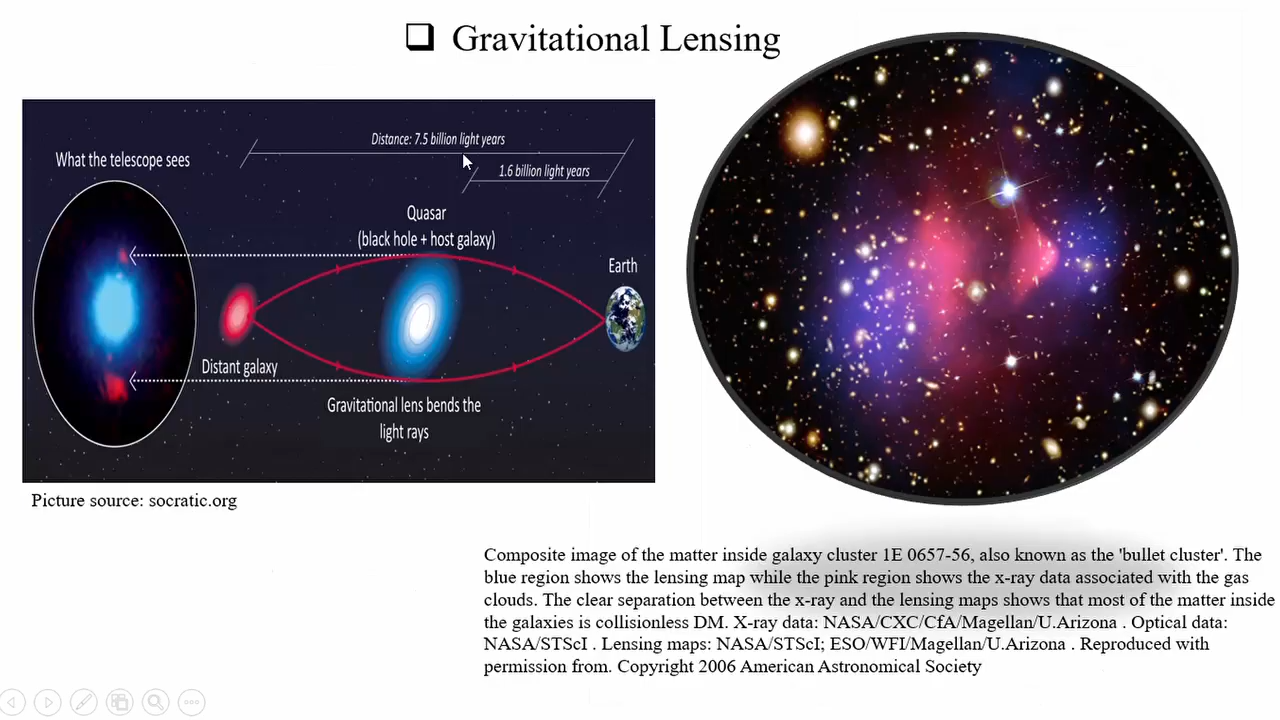 Gravitational Lensing
Distance: 7.5 billion light years
What the telescope sees
1.6 billion light years
Quasar
(black hole + host galaxy)
Earth
Distant galaxy
Gravitational lens bends the
light rays
Picture source: socratic.org
Composite image of the matter inside galaxy cluster 1E 0657-56, also known as the 'bullet cluster'. The
blue region shows the lensing map while the pink region shows the x-ray data associated with the gas
clouds. The clear separation between the x-ray and the lensing maps shows that most of the matter inside
the galaxies is collisionless DM. X-ray data: NASA/CXC/CfA/Magellan/U.Arizona . Optical data:
NASA/STScI . Lensing maps: NASA/STScI; ESO/WFI/Magellan/U.Arizona . Reproduced with
permission from. Copyright 2006 American Astronomical Society